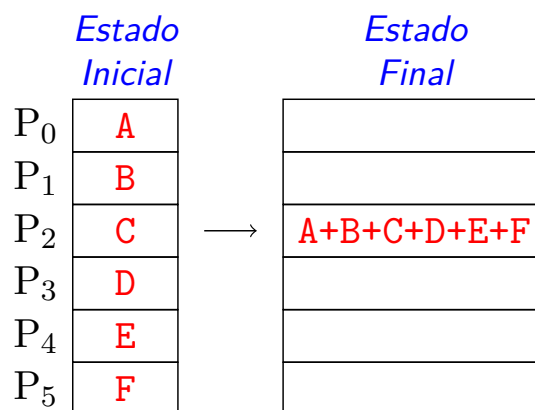 Estado Estado
Inicial Final
P0 A
P1 B
P2 C → A+B+C+D+E+F
P3 D
P4 E
P5 F